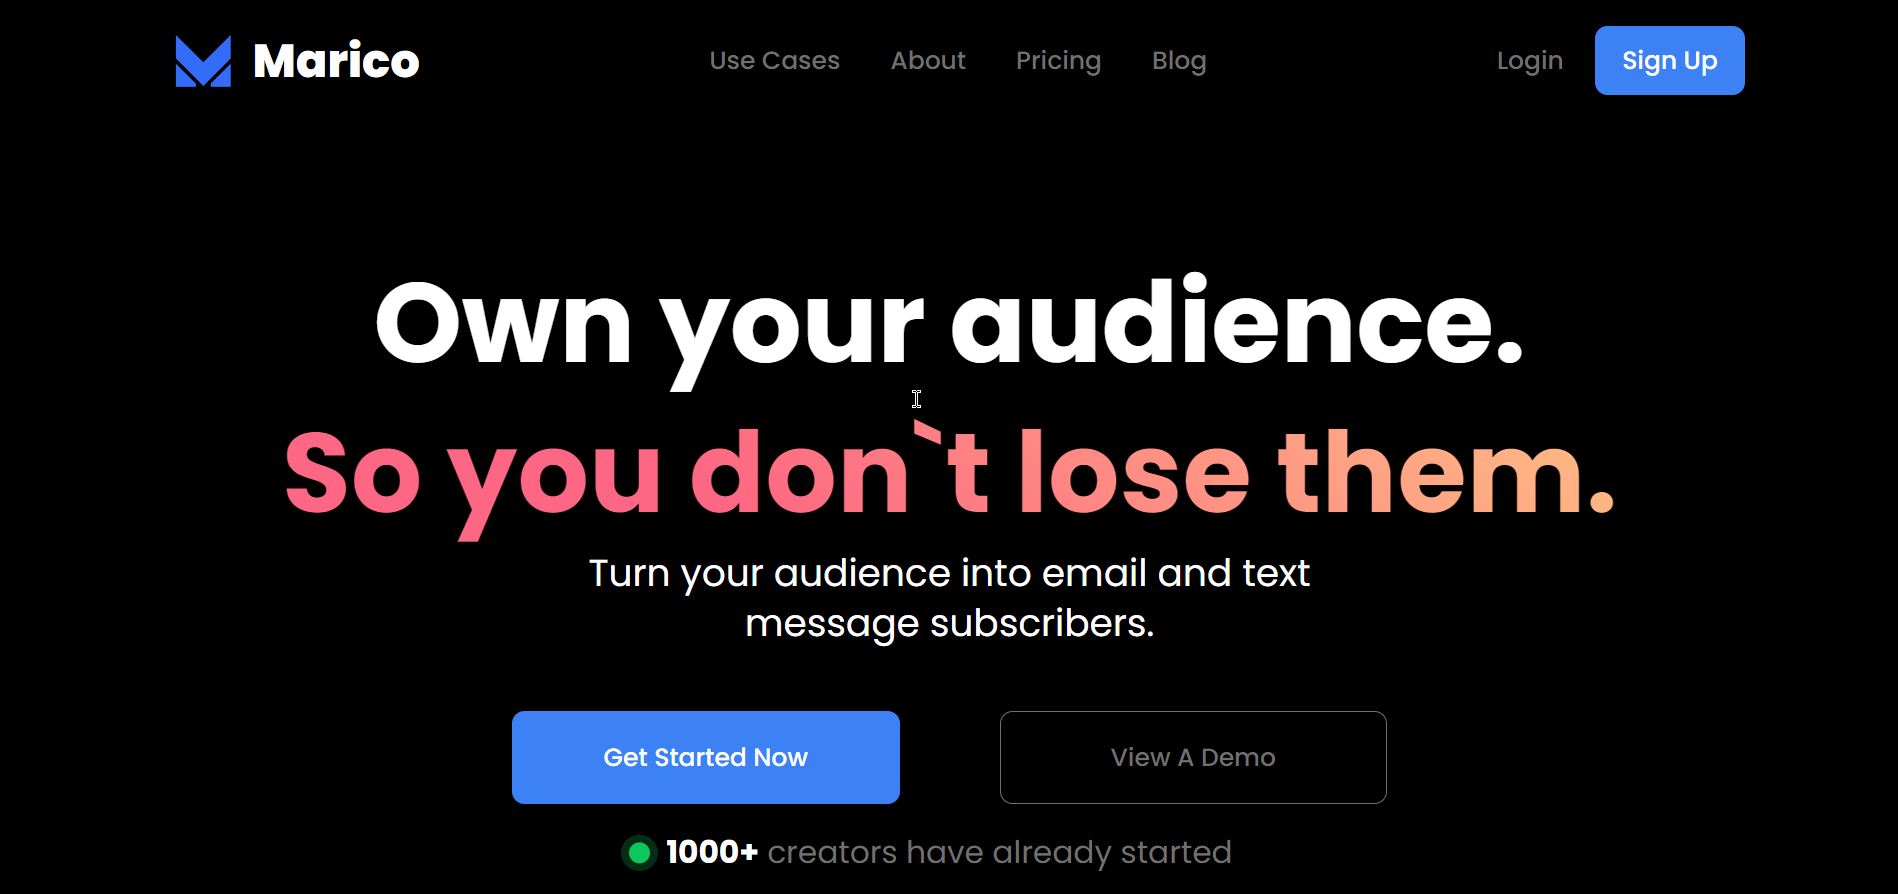 Marico
Use Cases About Pricing Blog
Login Sign Up
Own your audience.
So you don`t lose them.
Turn your audience into email and text
message subscribers.
Get Started Now
View A Demo
1000+ creators have already started